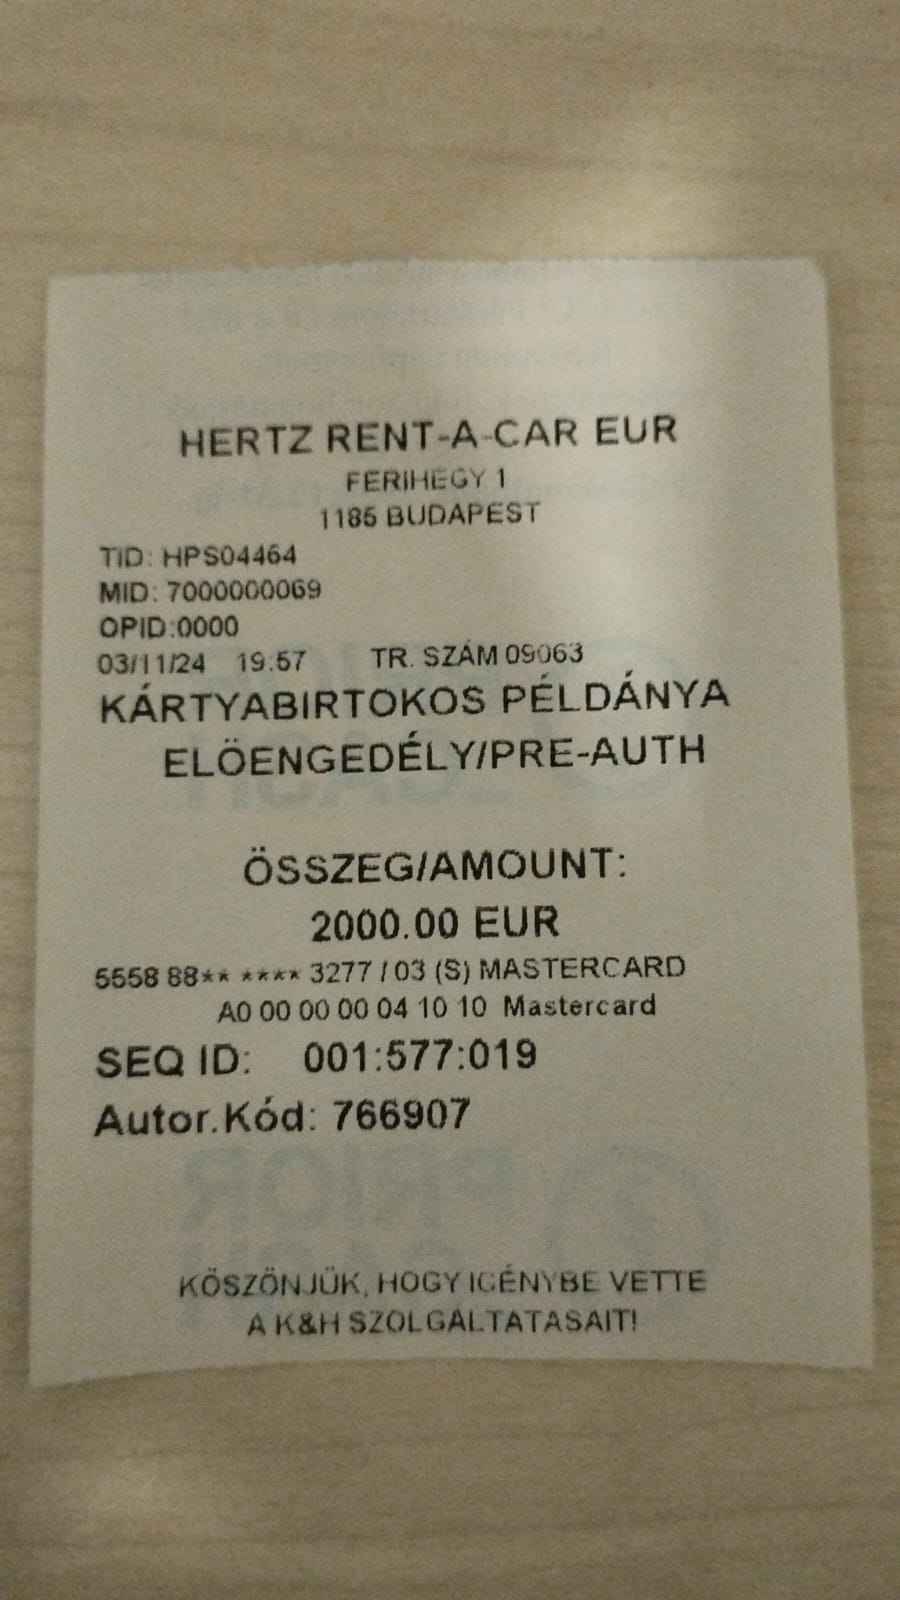 HERTZ RENT-A-CAR EUR
FERIHEGY 1
1185 BUDAPEST
TID: HPS04464
MID: 7000000069
OPID:0000
03/11/24 19:57 TR. SZÁM 09063
KÁRTYABIRTOKOS PÉLDÁNYA
ELÖENGEDÉLY/PRE-AUTH
ÖSSZEG/AMOUNT:
2000.00 EUR
5558 88** **** 3277 / 03 (S) MASTERCARD
A0 00 00 00 04 10 10 Mastercard
SEQ ID: 001:577:019
Autor.Kód: 766907
PRIOR
KÖSZÖNJÜK, HOGY IGÉNYBE VETTE
A K&H SZOLGALTATASAIT!